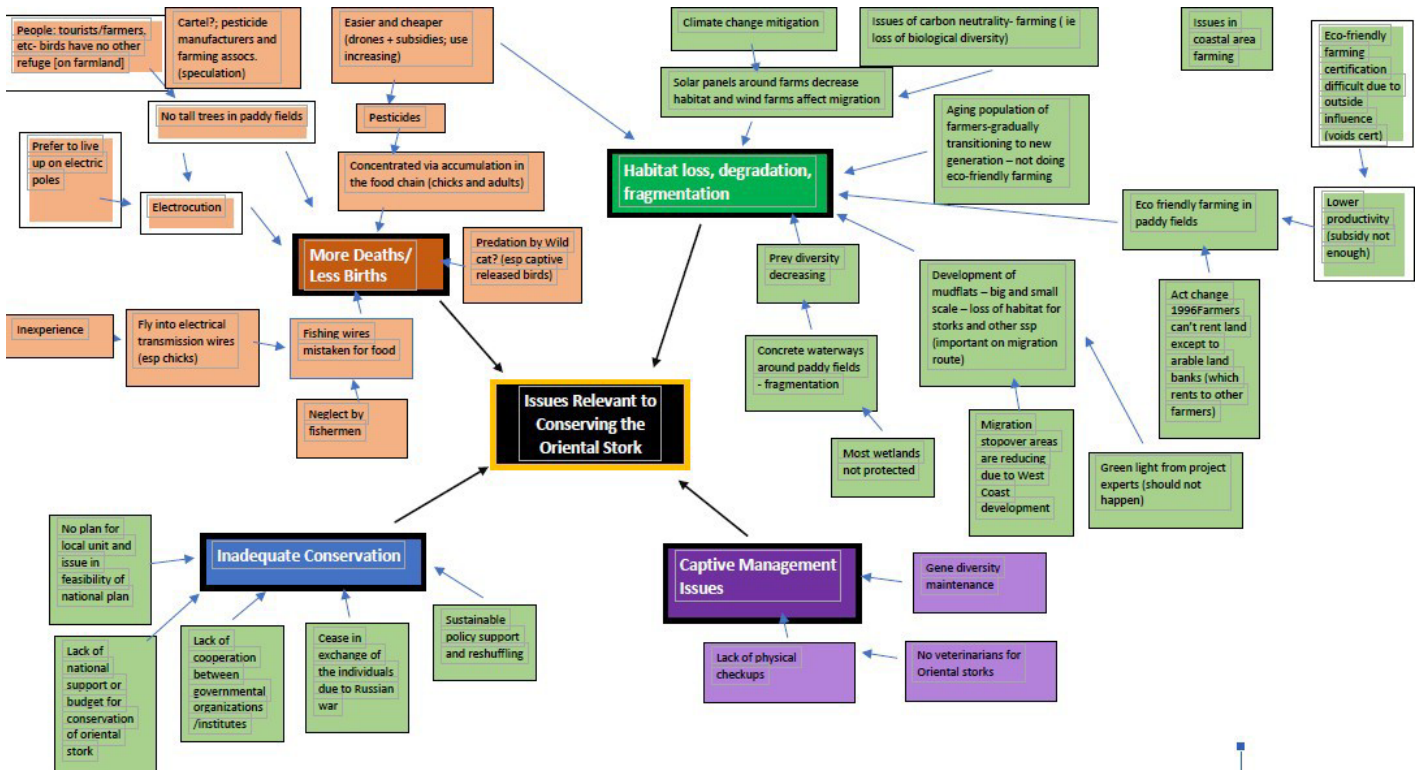 People: tourists/farmers,
etc- birds have no other
refuge [on farmland]
Cartel?; pesticide
manufacturers and
farming assocs.
(speculation)
Easier and cheaper
(drones + subsidies; use
increasing)
Climate change mitigation
Issues of carbon neutrality- farming ( ie
loss of biological diversity)
Issues in
coastal area
farming
Eco-friendly
farming
certification
difficult due to
outside
influence
(voids cert)
No tall trees in paddy fields
Pesticides
Solar panels around farms decrease
habitat and wind farms affect migration
Aging population of
farmers-gradually
transitioning to new
generation – not doing
eco-friendly farming
Prefer to live
up on electric
poles
Electrocution
Concentrated via accumulation in
the food chain (chicks and adults)
Habitat loss, degradation,
fragmentation
Eco friendly farming in
paddy fields
Lower
productivity
(subsidy not
enough)
More Deaths/
Less Births
Predation by Wild
cat? (esp captive
released birds)
Prey diversity
decreasing
Development of
mudflats – big and small
scale – loss of habitat for
storks and other ssp
(important on migration
route)
Act change
1996Farmers
can't rent land
except to
arable land
banks (which
rents to other
farmers)
Inexperience
Fly into electrical
transmission wires
(esp chicks)
Fishing wires
mistaken for food
Concrete waterways
around paddy fields
- fragmentation
Neglect by
fishermen
Issues Relevant to
Conserving the
Oriental Stork
Most wetlands
not protected
Migration
stopover areas
are reducing
due to West
Coast
development
Green light from project
experts (should not
happen)
No plan for
local unit and
issue in
feasibility of
national plan
Inadequate Conservation
Captive Management
Issues
Gene diversity
maintenance
Lack of
national
support or
budget for
conservation
of oriental
stork
Lack of
cooperation
between
governmental
organizations
/institutes
Cease in
exchange of
the individuals
due to Russian
war
Sustainable
policy support
and reshuffling
Lack of physical
checkups
No veterinarians for
Oriental storks